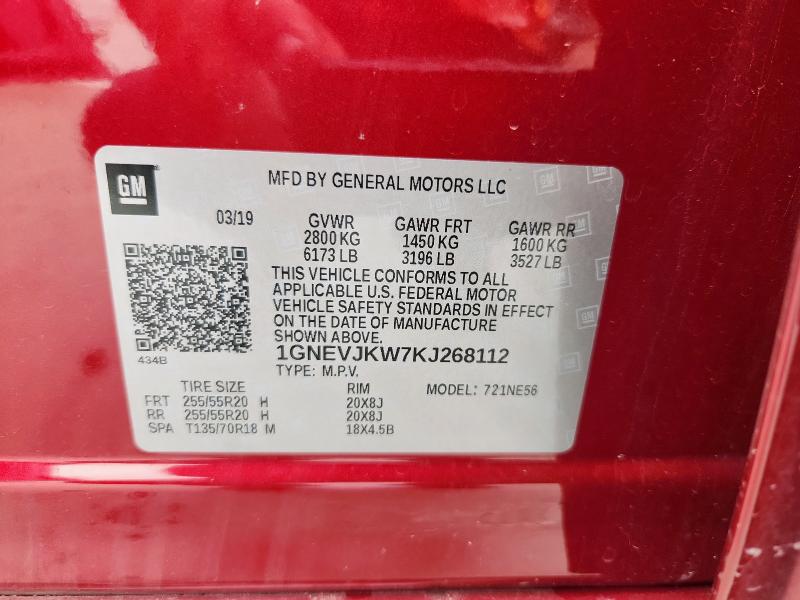 GM
MFD BY GENERAL MOTORS LLC
03/19 GVWR GAWR FRT GAWR RR
2800 KG 1450 KG 1600 KG
6173 LB 3196 LB 3527 LB
THIS VEHICLE CONFORMS TO ALL
APPLICABLE U.S. FEDERAL MOTOR
VEHICLE SAFETY STANDARDS IN EFFECT
ON THE DATE OF MANUFACTURE
SHOWN ABOVE.
434B
1GNEVJKW7KJ268112
TYPE: M.P.V.
TIRE SIZE RIM MODEL: 721NE56
FRT 255/55R20 H 20X8J
RR 255/55R20 H 20X8J
SPA T135/70R18 M 18X4.5B